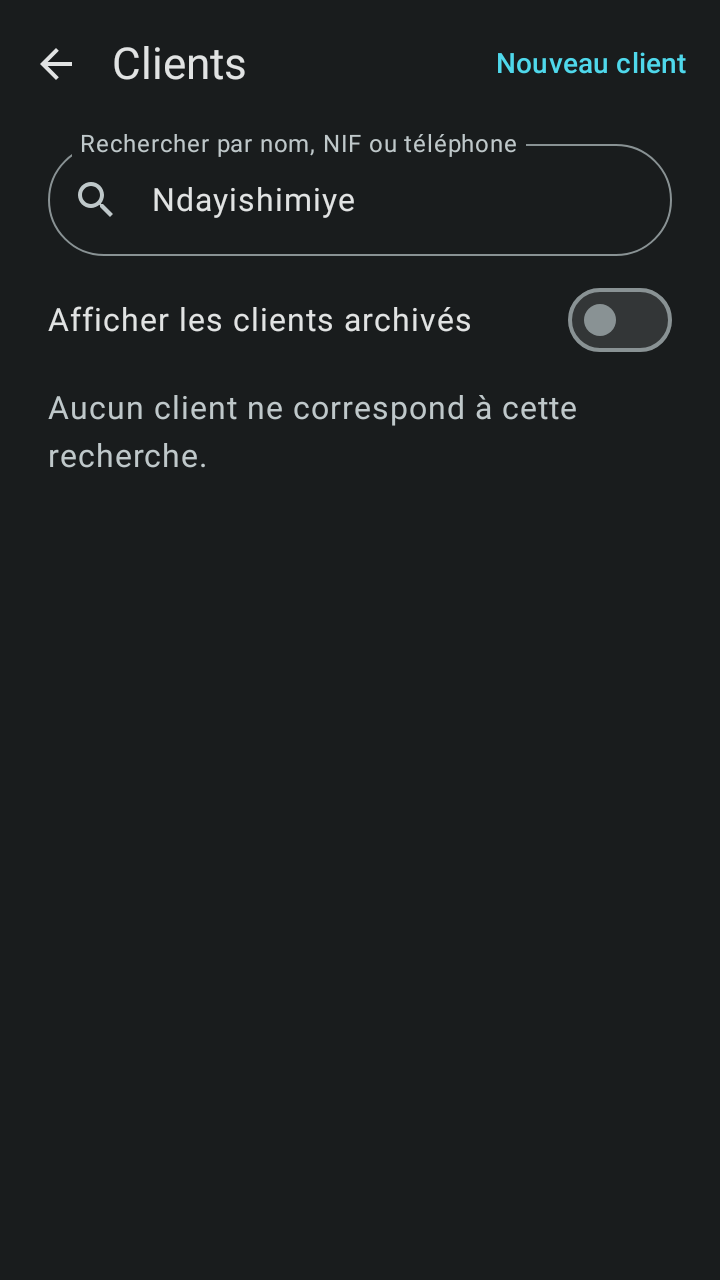 Clients
Nouveau client
Rechercher par nom, NIF ou téléphone
Ndayishimiye
Afficher les clients archivés
Aucun client ne correspond à cette
recherche.